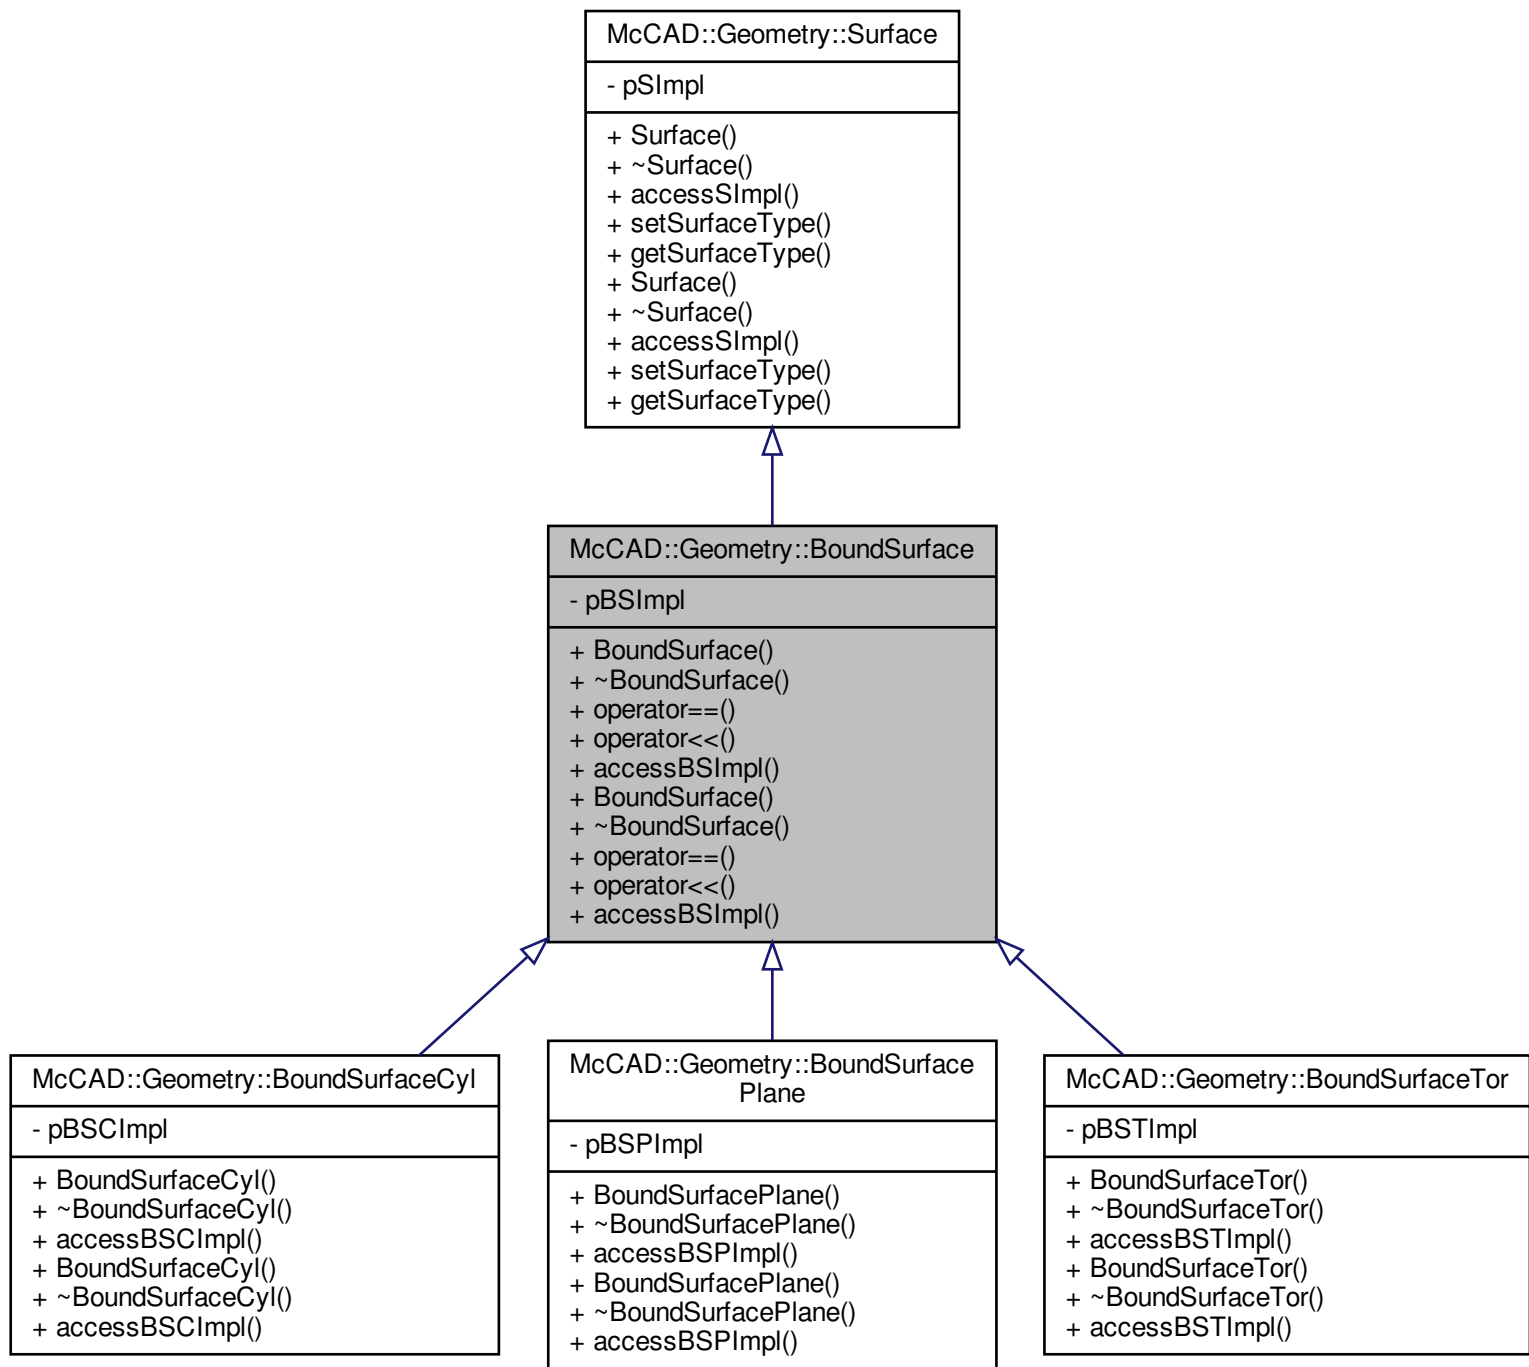 McCAD::Geometry::Surface
- pSImpl
+ Surface()
+ ~Surface()
+ accessSImpl()
+ setSurfaceType()
+ getSurfaceType()
+ Surface()
+ ~Surface()
+ accessSImpl()
+ setSurfaceType()
+ getSurfaceType()
McCAD::Geometry::BoundSurface
- pBSImpl
+ BoundSurface()
+ ~BoundSurface()
+ operator==()
+ operator<<()
+ accessBSImpl()
+ BoundSurface()
+ ~BoundSurface()
+ operator==()
+ operator<<()
+ accessBSImpl()
McCAD::Geometry::BoundSurfaceCyl
- pBSCImpl
+ BoundSurfaceCyl()
+ ~BoundSurfaceCyl()
+ accessBSCImpl()
+ BoundSurfaceCyl()
+ ~BoundSurfaceCyl()
+ accessBSCImpl()
McCAD::Geometry::BoundSurface
Plane
- pBSPImpl
+ BoundSurfacePlane()
+ ~BoundSurfacePlane()
+ accessBSPImpl()
+ BoundSurfacePlane()
+ ~BoundSurfacePlane()
+ accessBSPImpl()
McCAD::Geometry::BoundSurfaceTor
- pBSTImpl
+ BoundSurfaceTor()
+ ~BoundSurfaceTor()
+ accessBSTImpl()
+ BoundSurfaceTor()
+ ~BoundSurfaceTor()
+ accessBSTImpl()